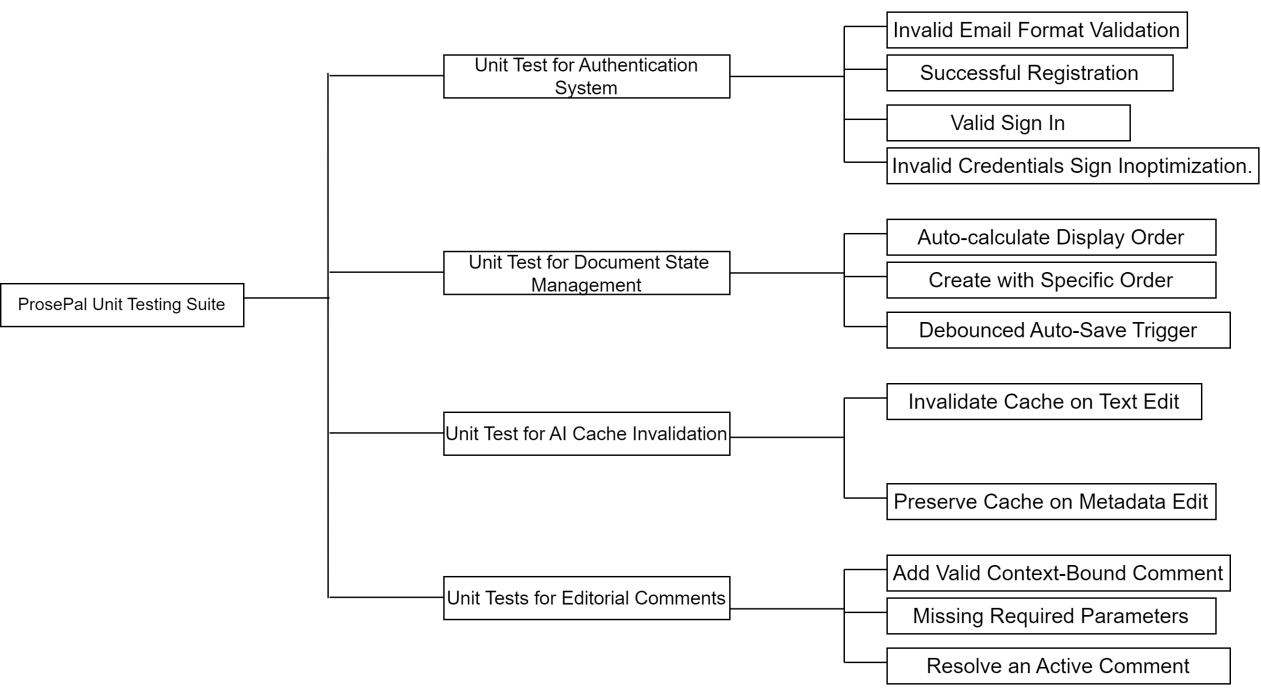 ProsePal Unit Testing Suite
Unit Test for Authentication
System
Invalid Email Format Validation
Successful Registration
Valid Sign In
Invalid Credentials Sign Inoptimization.
Unit Test for Document State
Management
Auto-calculate Display Order
Create with Specific Order
Debounced Auto-Save Trigger
Unit Test for AI Cache Invalidation
Invalidate Cache on Text Edit
Preserve Cache on Metadata Edit
Unit Tests for Editorial Comments
Add Valid Context-Bound Comment
Missing Required Parameters
Resolve an Active Comment